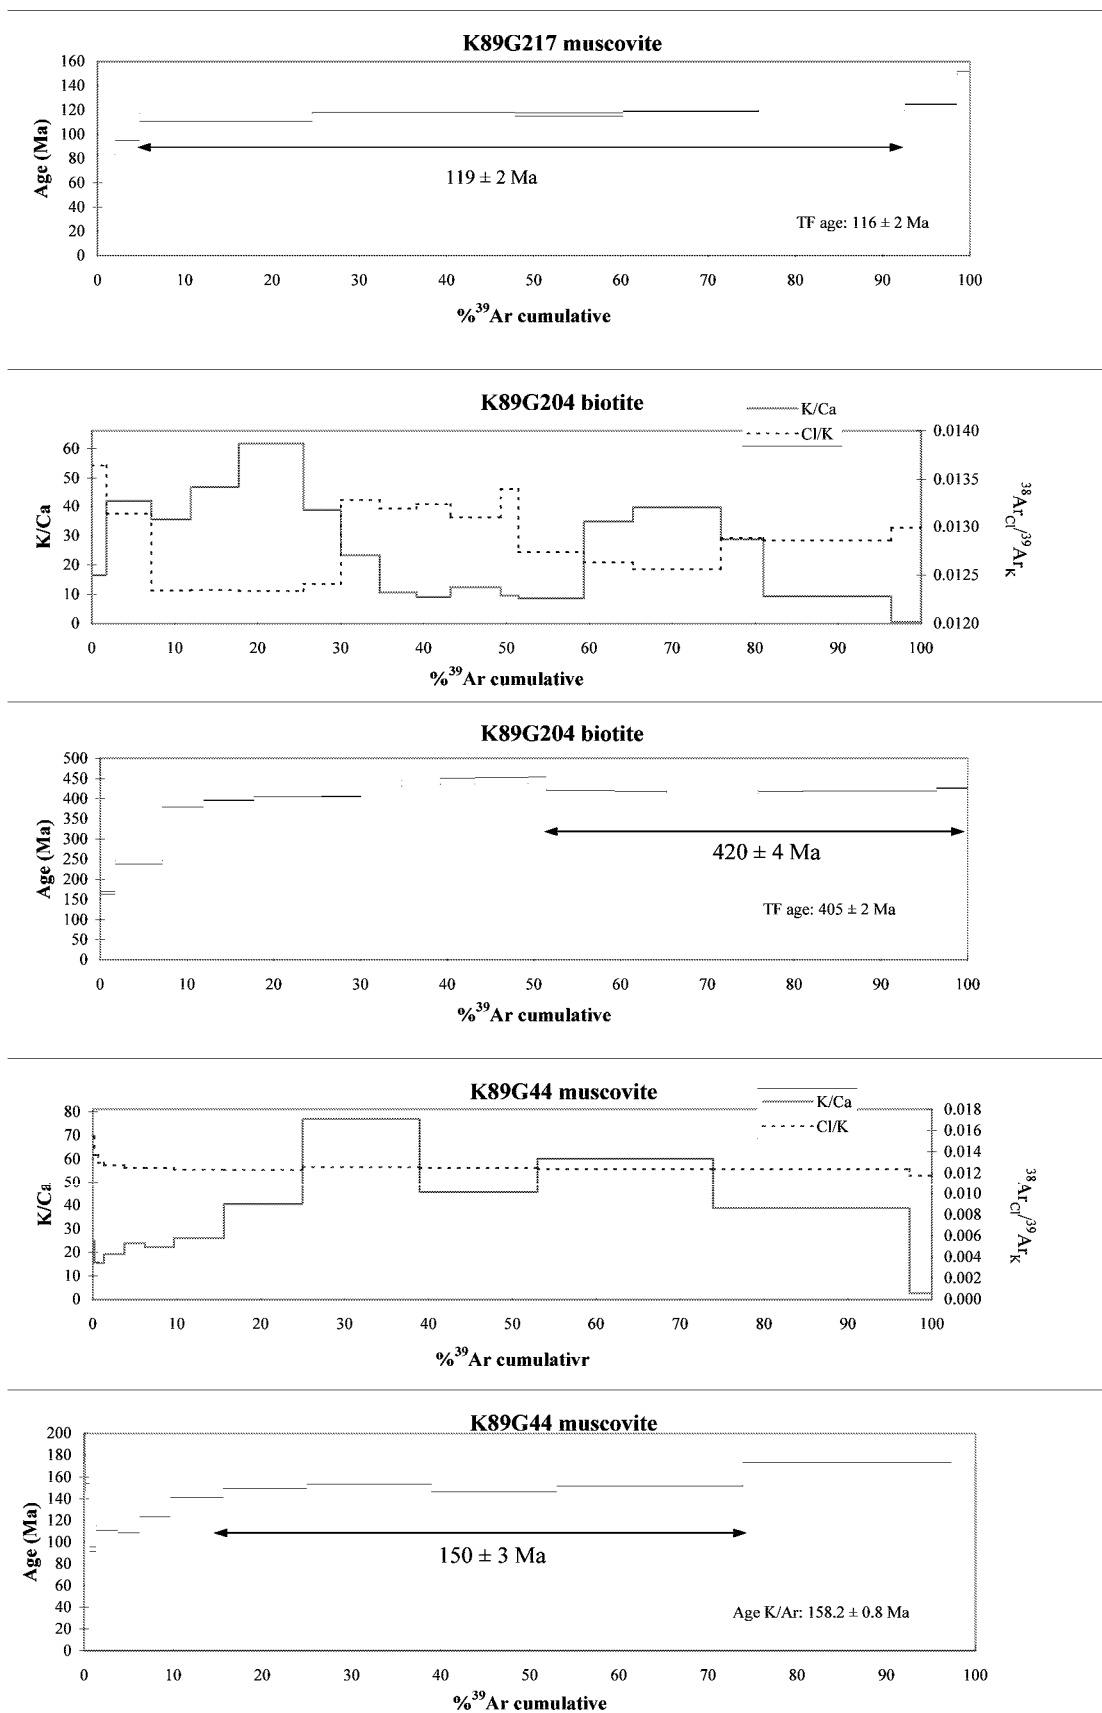 K89G217 muscovite
160
140
120
100
80
60
40
20
0
Age (Ma)
119 ± 2 Ma
TF age: 116 ± 2 Ma
0 10 20 30 40 50 60 70 80 90 100
%39Ar cumulative
K89G204 biotite
K/Ca
Cl/K
60
50
40
30
20
10
0
K/Ca
0.0140
0.0135
0.0130
0.0125
0.0120
38ArCl/39ArK
0 10 20 30 40 50 60 70 80 90 100
%39Ar cumulative
K89G204 biotite
500
450
400
350
300
250
200
150
100
50
0
Age (Ma)
420 ± 4 Ma
TF age: 405 ± 2 Ma
0 10 20 30 40 50 60 70 80 90 100
%39Ar cumulative
K89G44 muscovite
K/Ca
Cl/K
80
70
60
50
40
30
20
10
0
K/Ca
0.018
0.016
0.014
0.012
0.010
0.008
0.006
0.004
0.002
0.000
38ArCl/39ArK
0 10 20 30 40 50 60 70 80 90 100
%39Ar cumulativr
K89G44 muscovite
200
180
160
140
120
100
80
60
40
20
0
Age (Ma)
150 ± 3 Ma
Age K/Ar: 158.2 ± 0.8 Ma
0 10 20 30 40 50 60 70 80 90 100
%39Ar cumulative